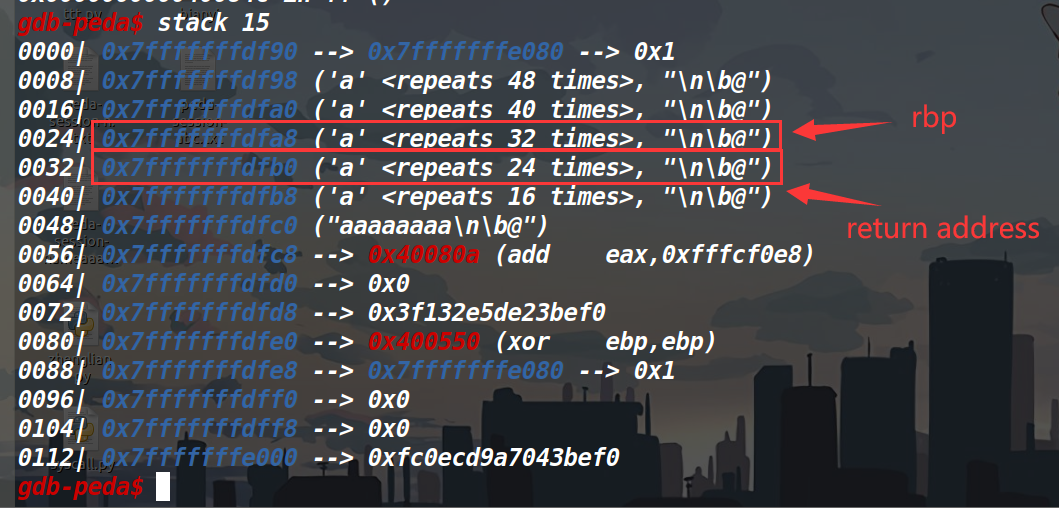 gdb-peda$ stack 15
0000| 0x7fffffffdf90 --> 0x7fffffffe080 --> 0x1
0008| 0x7fffffffdf98 ('a' <repeats 48 times>, "\n\b@")
0016| 0x7fffffffdfa0 ('a' <repeats 40 times>, "\n\b@")
0024| 0x7fffffffdfa8 ('a' <repeats 32 times>, "\n\b@")
rbp
0032| 0x7fffffffdfb0 ('a' <repeats 24 times>, "\n\b@")
0040| 0x7fffffffdfb8 ('a' <repeats 16 times>, "\n\b@")
return address
0048| 0x7fffffffdfc0 ("aaaaaaaa\n\b@")
0056| 0x7fffffffdfc8 --> 0x40080a (add    eax,0xfffcf0e8)
0064| 0x7fffffffdfd0 --> 0x0
0072| 0x7fffffffdfd8 --> 0x3f132e5de23bef0
0080| 0x7fffffffdfe0 --> 0x400550 (xor    ebp,ebp)
0088| 0x7fffffffdfe8 --> 0x7fffffffe080 --> 0x1
0096| 0x7fffffffdff0 --> 0x0
0104| 0x7fffffffdff8 --> 0x0
0112| 0x7fffffffe000 --> 0xfc0ecd9a7043bef0
gdb-peda$